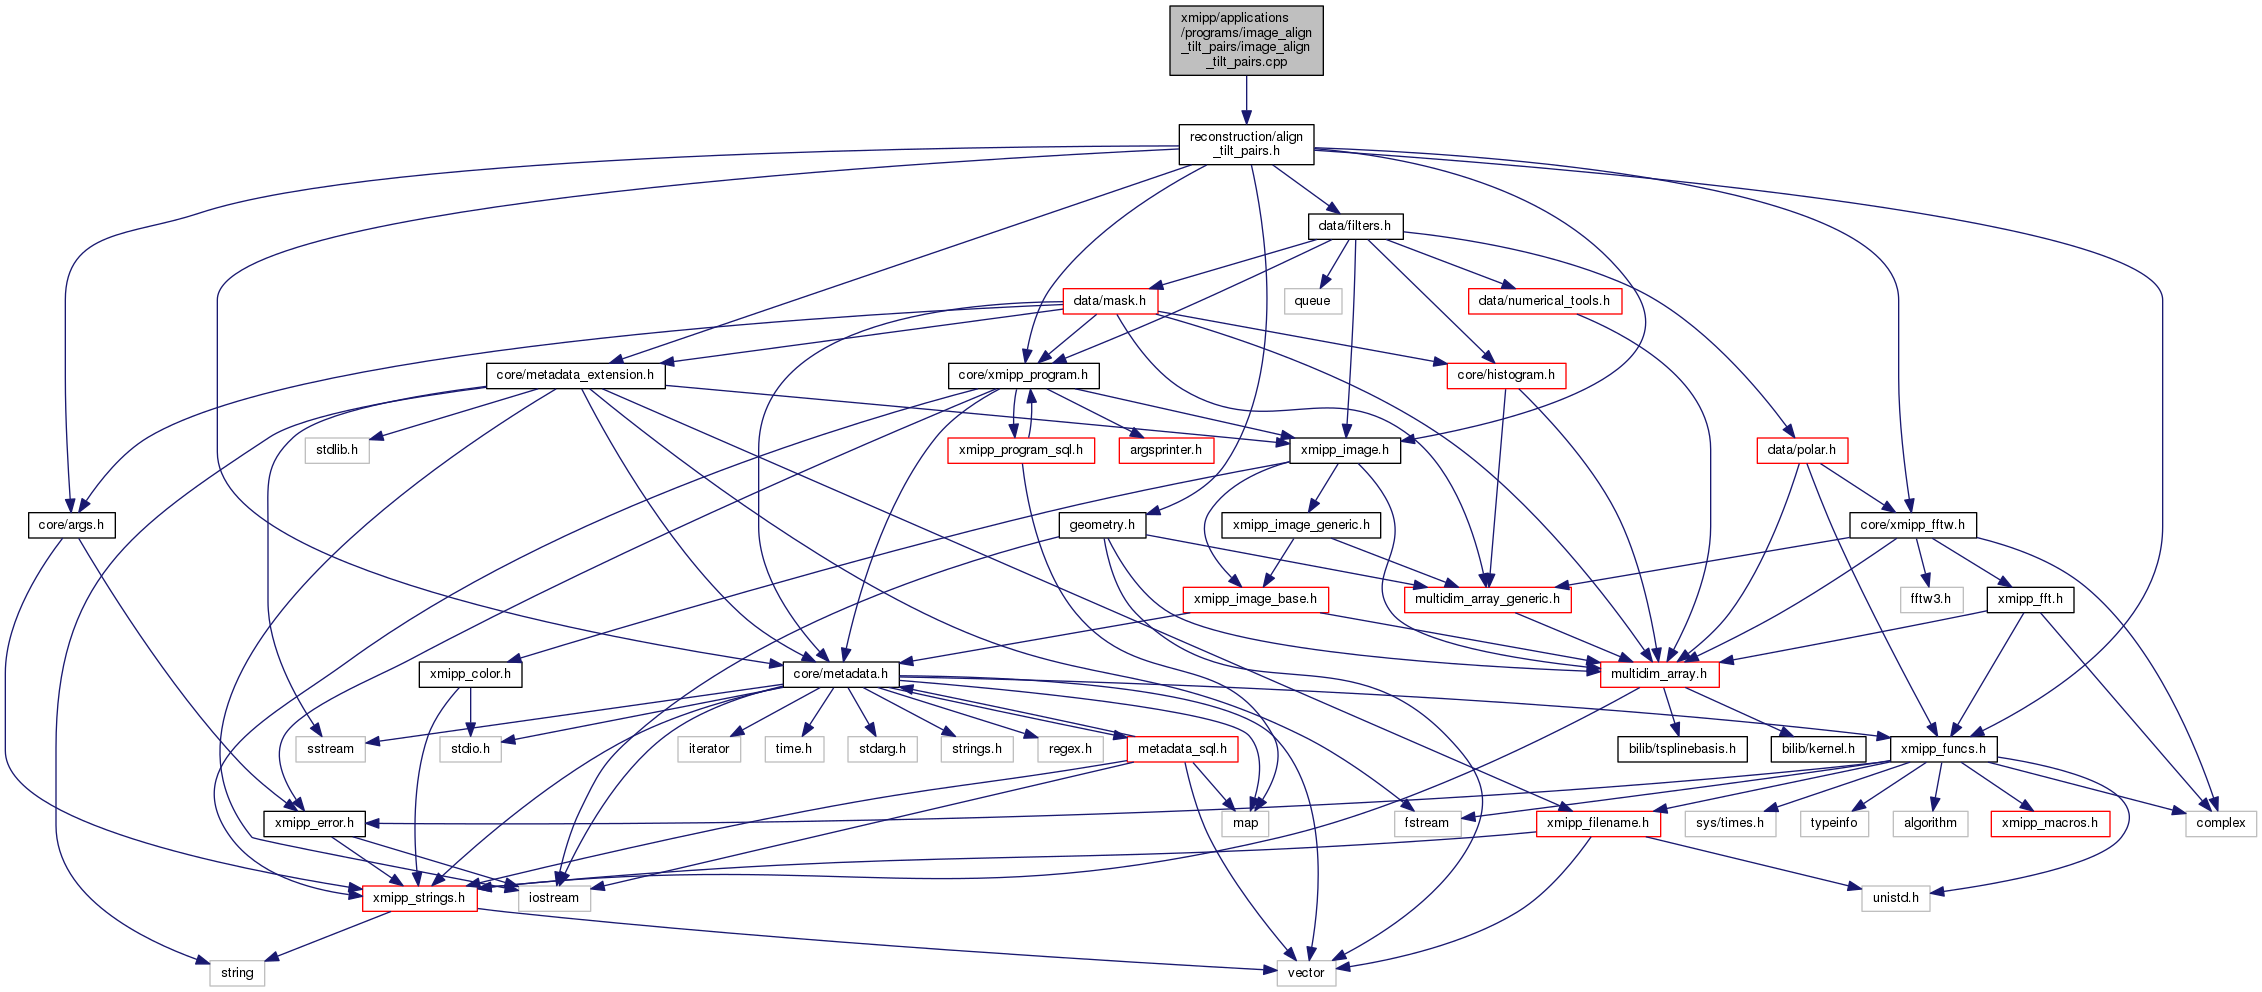 xmipp/applications
/programs/image_align
_tilt_pairs/image_align
_tilt_pairs.cpp
reconstruction/align
_tilt_pairs.h
data/filters.h
data/mask.h
queue
data/numerical_tools.h
core/metadata_extension.h
core/xmipp_program.h
core/histogram.h
stdlib.h
xmipp_program_sql.h
argsprinter.h
xmipp_image.h
data/polar.h
core/args.h
geometry.h
xmipp_image_generic.h
core/xmipp_fftw.h
xmipp_image_base.h
multidim_array_generic.h
fftw3.h
xmipp_fft.h
xmipp_color.h
core/metadata.h
multidim_array.h
sstream
stdio.h
iterator
time.h
stdarg.h
strings.h
regex.h
metadata_sql.h
bilib/tsplinebasis.h
bilib/kernel.h
xmipp_funcs.h
xmipp_error.h
map
fstream
xmipp_filename.h
sys/times.h
typeinfo
algorithm
xmipp_macros.h
complex
xmipp_strings.h
iostream
unistd.h
string
vector